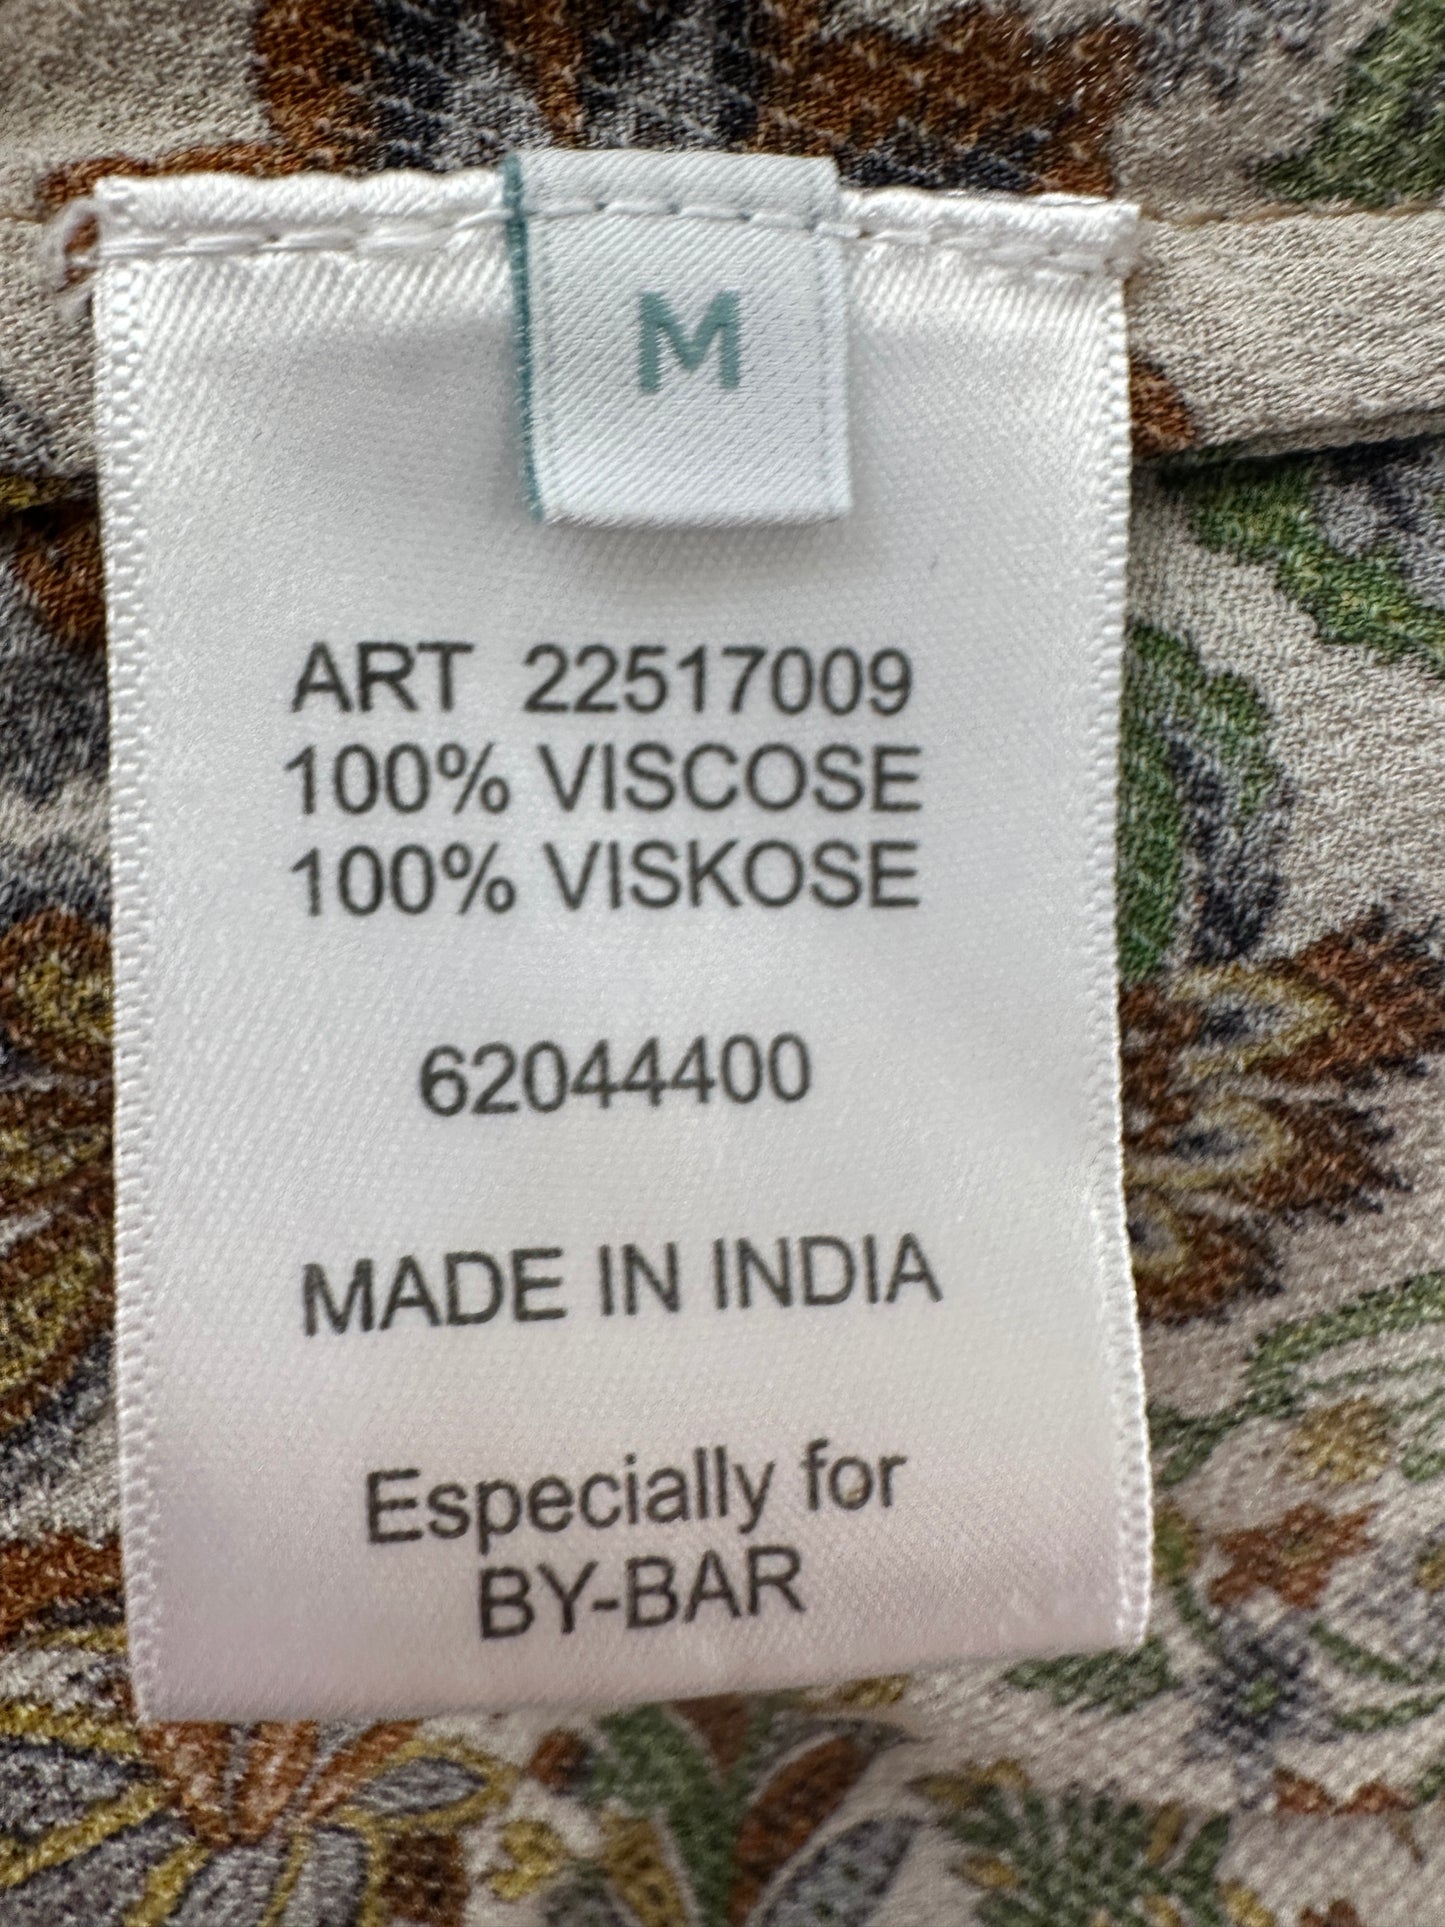 M
ART 22517009
100% VISCOSE
100% VISKOSE
62044400
MADE IN INDIA
Especially for
BY-BAR